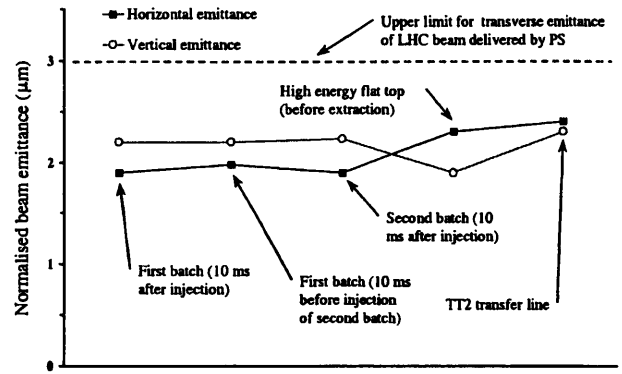 Horizontal emittance
Vertical emittance
Upper limit for transverse emittance
of LHC beam delivered by PS
Normalised beam emittance (μm)
3
2
1
0
High energy flat top
(before extraction)
Second batch (10
ms after injection)
First batch (10 ms
after injection)
First batch (10 ms
before injection
of second batch)
TT2 transfer line